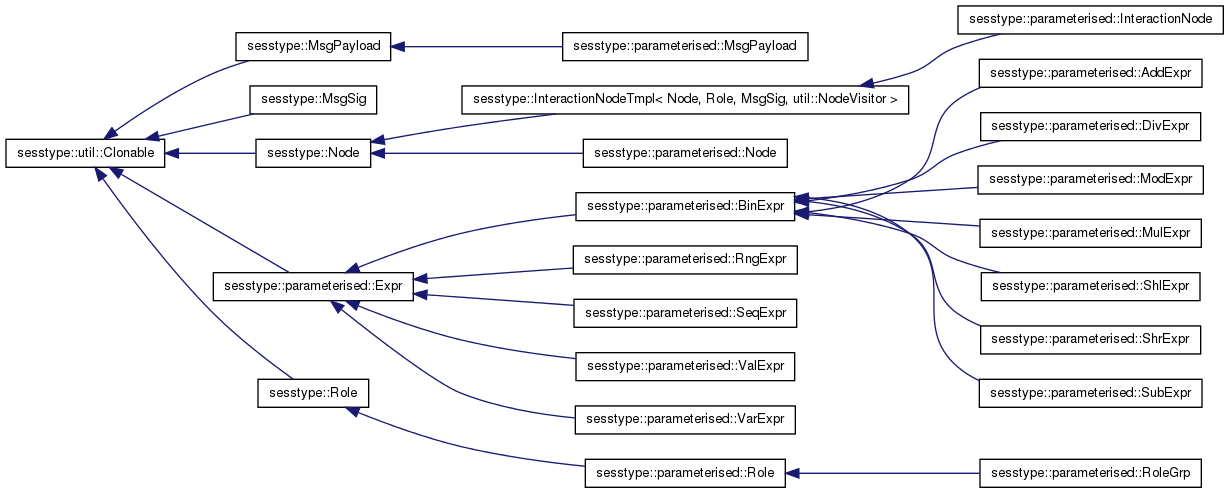 sesstype::parameterised::InteractionNode
sesstype::MsgPayload
sesstype::parameterised::MsgPayload
sesstype::parameterised::AddExpr
sesstype::MsgSig
sesstype::InteractionNodeTmpl< Node, Role, MsgSig, util::NodeVisitor >
sesstype::parameterised::DivExpr
sesstype::util::Clonable
sesstype::Node
sesstype::parameterised::Node
sesstype::parameterised::ModExpr
sesstype::parameterised::BinExpr
sesstype::parameterised::MulExpr
sesstype::parameterised::RngExpr
sesstype::parameterised::Expr
sesstype::parameterised::ShlExpr
sesstype::parameterised::SeqExpr
sesstype::parameterised::ShrExpr
sesstype::parameterised::ValExpr
sesstype::Role
sesstype::parameterised::SubExpr
sesstype::parameterised::VarExpr
sesstype::parameterised::Role
sesstype::parameterised::RoleGrp